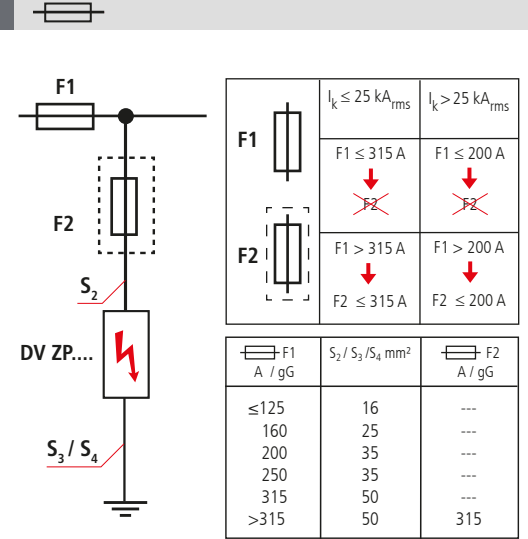 F1
F2
S2
DV ZP....
S3 / S4
Ik ≤ 25 kArms Ik > 25 kArms
F1
F1 ≤ 315 A F1 ≤ 200 A
F2 F2
F2
F1 > 315 A F1 > 200 A
F2 ≤ 315 A F2 ≤ 200 A
F1 S2 / S3 /S4 mm² F2
A / gG A / gG
≤125 16 ---
160 25 ---
200 35 ---
250 35 ---
315 50 ---
>315 50 315